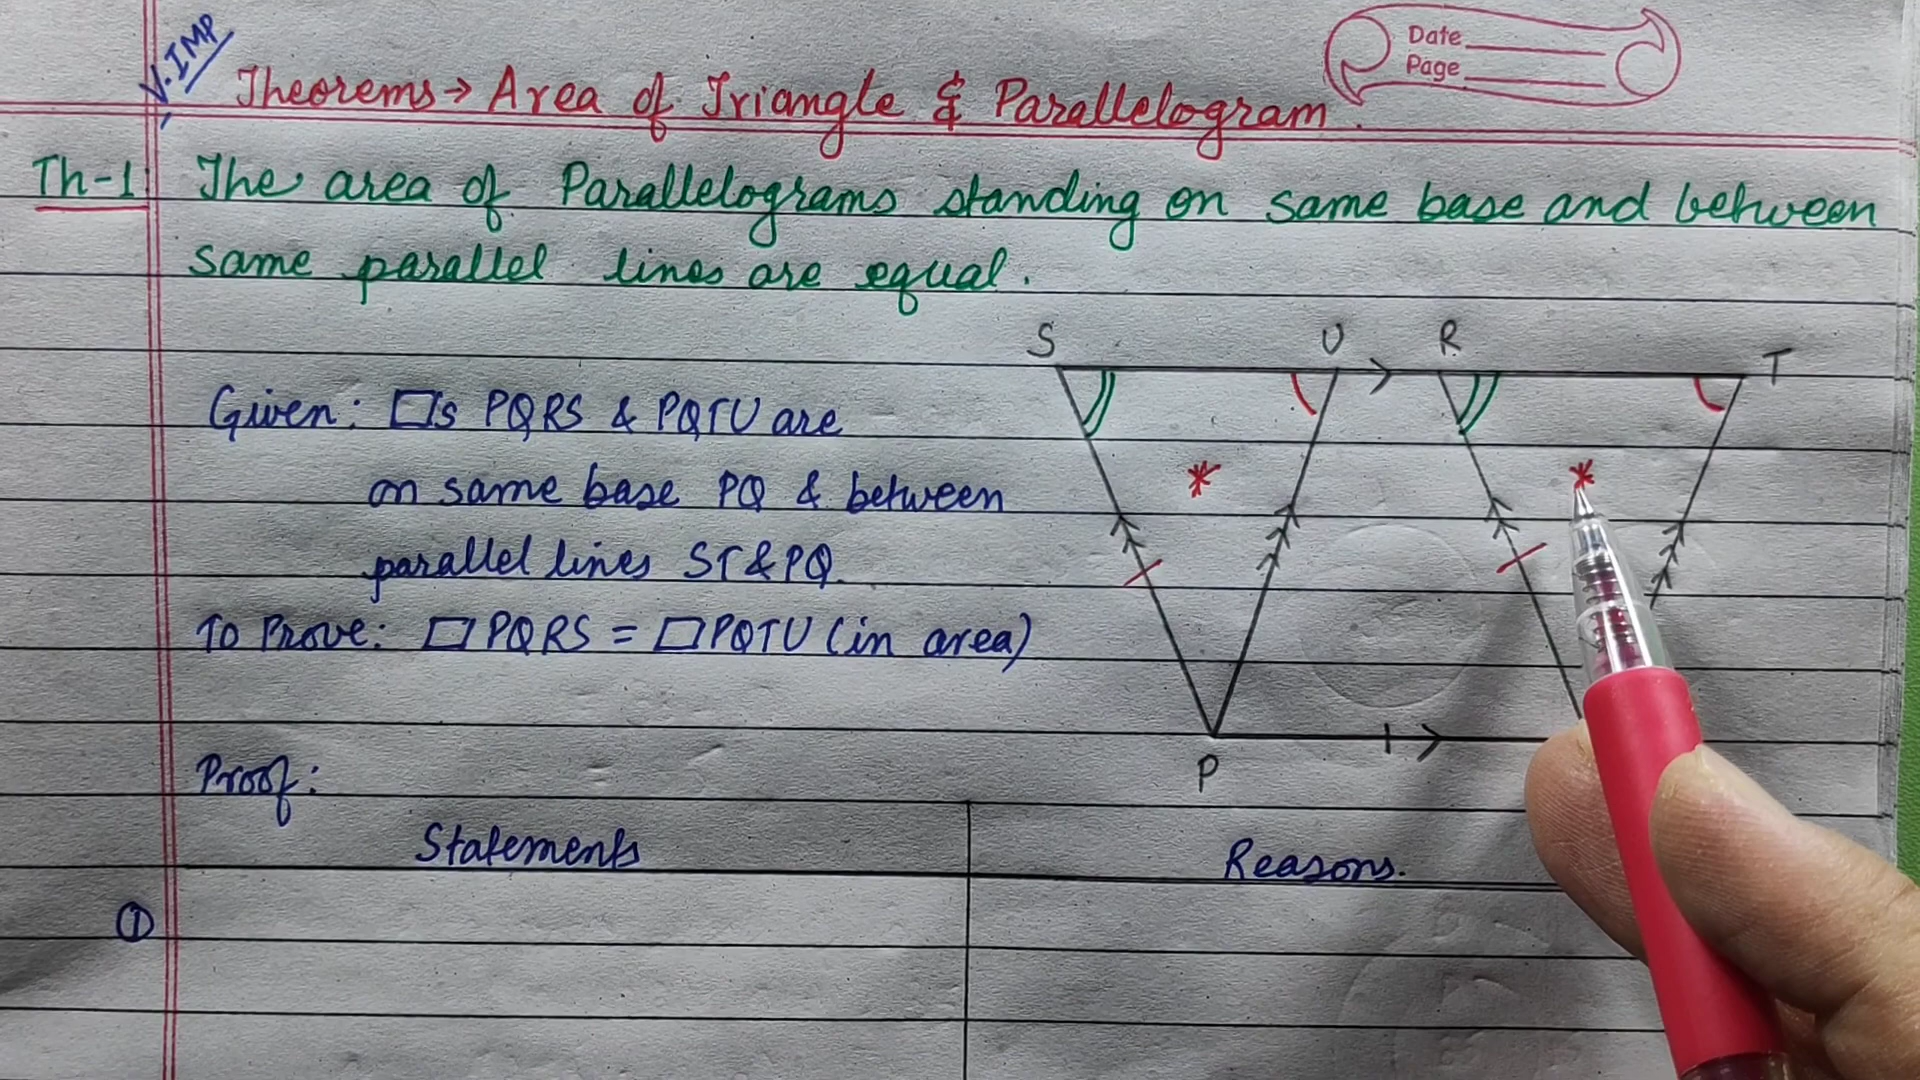 V.IMP
Date
Page
Theorems → Area of Triangle & Parallelogram.
Th-1: The area of Parallelograms standing on same base and between
same parallel lines are equal.
S U R T
Given: ▱s PQRS & PQTU are
on same base PQ & between
parallel lines ST & PQ.
To Prove: ▱PQRS = ▱PQTU (in area)
P
Proof:
Statements Reasons.
①